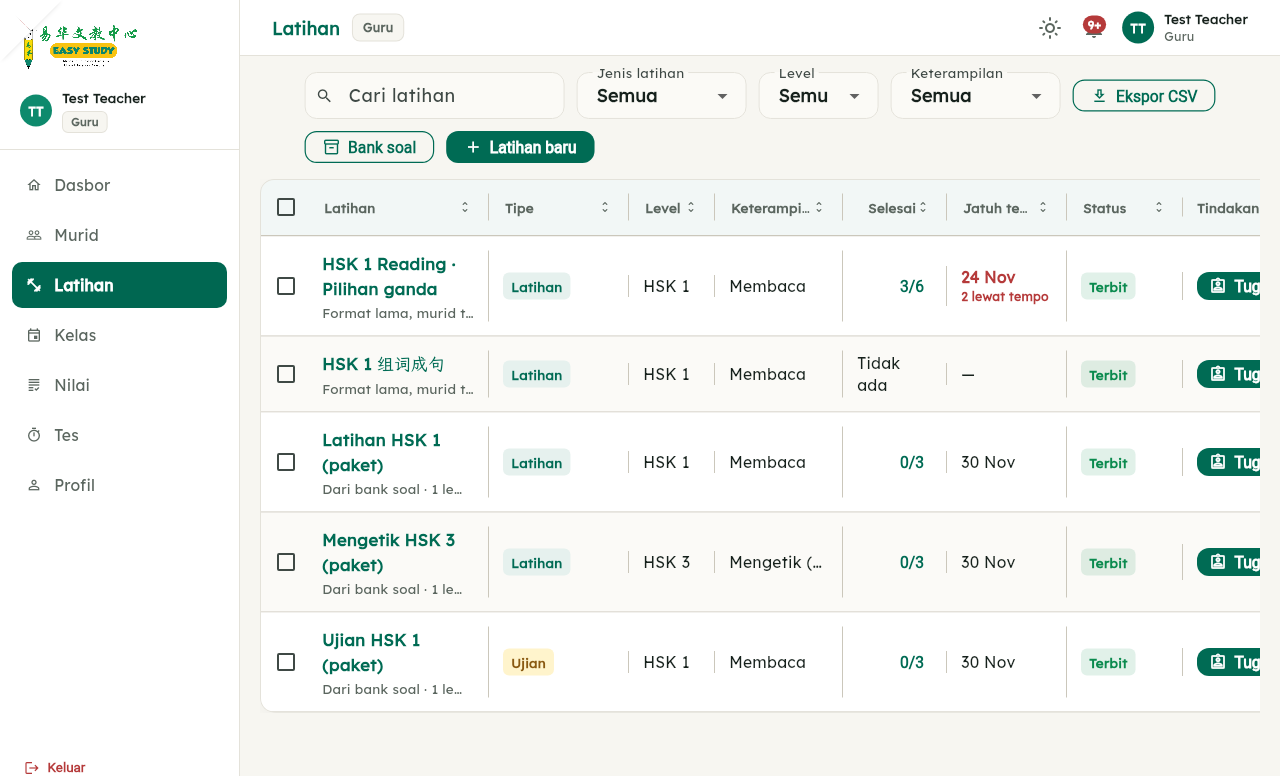 易华文教中心
EASY STUDY
TT
Test Teacher
Guru
Dasbor
Murid
Latihan
Kelas
Nilai
Tes
Profil
Keluar
Latihan
Guru
9+
TT
Test Teacher
Guru
Cari latihan
Jenis latihan
Semua
Level
Semu
Keterampilan
Semua
Ekspor CSV
Bank soal
Latihan baru
Latihan
Tipe
Level
Keterampi…
Selesai
Jatuh te…
Status
Tindakan
HSK 1 Reading ·
Pilihan ganda
Format lama, murid t…
Latihan
HSK 1
Membaca
3/6
24 Nov
2 lewat tempo
Terbit
Tug
HSK 1 组词成句
Format lama, murid t…
Latihan
HSK 1
Membaca
Tidak
ada
—
Terbit
Tug
Latihan HSK 1
(paket)
Dari bank soal · 1 le…
Latihan
HSK 1
Membaca
0/3
30 Nov
Terbit
Tug
Mengetik HSK 3
(paket)
Dari bank soal · 1 le…
Latihan
HSK 3
Mengetik (…
0/3
30 Nov
Terbit
Tug
Ujian HSK 1
(paket)
Dari bank soal · 1 le…
Ujian
HSK 1
Membaca
0/3
30 Nov
Terbit
Tug